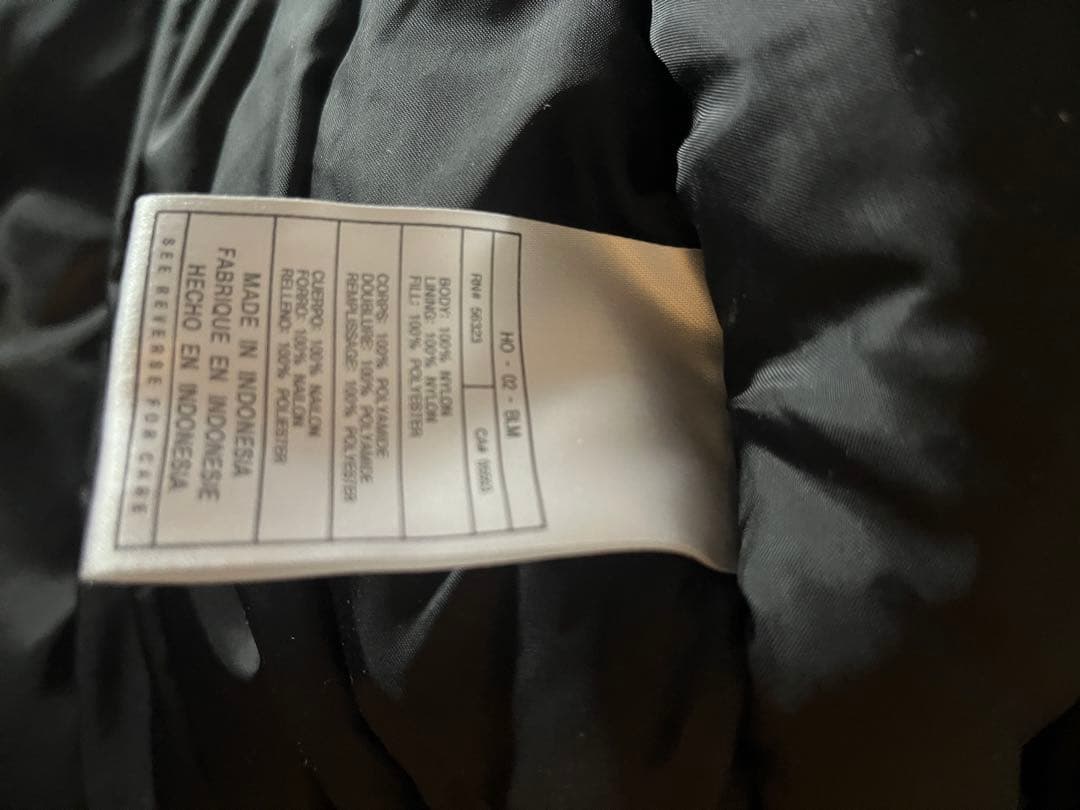 HO - 02 - BLM
RN# 56323 CA#
BODY: 100% NYLON
LINING: 100% NYLON
FILL: 100% POLYESTER
CORPS: 100% POLYAMIDE
DOUBLURE: 100% POLYAMIDE
REMPLISSAGE: 100% POLYESTER
CUERPO: 100% NAILON
FORRO: 100% NAILON
RELLENO: 100% POLIESTER
MADE IN INDONESIA
FABRIQUE EN INDONESIE
HECHO EN INDONESIA
SEE REVERSE FOR CARE